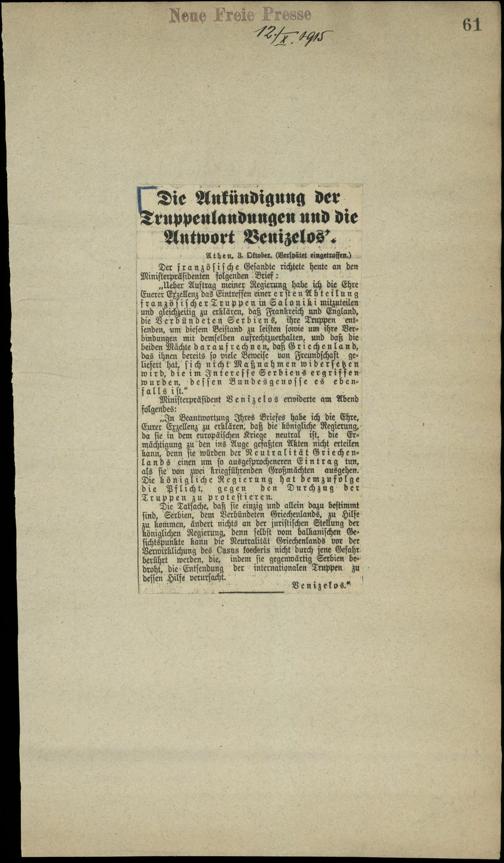 Neue Freie Presse
12./X. 1915
61
Die Ankündigung der
Truppenlandungen und die
Antwort Venizelos'.
Athen, 3. Oktober. (Verspätet eingetroffen.)
Der französische Gesandte richtete heute an den
Ministerpräsidenten folgenden Brief:
„Ueber Auftrag meiner Regierung habe ich die Ehre
Eurer Exzellenz das Eintreffen einer ersten Abteilung
französischer Truppen in Saloniki mitzuteilen
und gleichzeitig zu erklären, daß Frankreich und England,
die Verbündeten Serbiens, ihre Truppen ent-
senden, um diesem Beistand zu leisten sowie um ihre Ver-
bindungen mit demselben aufrechtzuerhalten, und daß die
beiden Mächte darauf rechnen, daß Griechenland,
das ihnen bereits so viele Beweise von Freundschaft ge-
liefert hat, sich nicht Maßnahmen widersetzen
wird, die im Interesse Serbiens ergriffen
wurden, dessen Bundesgenosse es eben-
falls ist."
Ministerpräsident Venizelos erwiderte am Abend
folgendes:
„In Beantwortung Ihres Briefes habe ich die Ehre,
Eurer Exzellenz zu erklären, daß die königliche Regierung,
da sie in dem europäischen Kriege neutral ist, die Er-
mächtigung zu den ins Auge gefaßten Akten nicht erteilen
kann, denn sie würden der Neutralität Griechen-
lands einen um so ausgesprocheneren Eintrag tun,
als sie von zwei kriegführenden Großmächten ausgehen.
Die königliche Regierung hat demzufolge
die Pflicht, gegen den Durchzug der
Truppen zu protestieren.
Die Tatsache, daß sie einzig und allein dazu bestimmt
sind, Serbien, dem Verbündeten Griechenlands, zu Hilfe
zu kommen, ändert nichts an der juristischen Stellung der
königlichen Regierung, denn selbst vom balkanischen Ge-
sichtspunkte kann die Neutralität Griechenlands vor der
Verwirklichung des Casus foederis nicht durch jene Gefahr
berührt werden, die, indem sie gegenwärtig Serbien be-
droht, die Entsendung der internationalen Truppen zu
dessen Hilfe verursacht.
Venizelos."